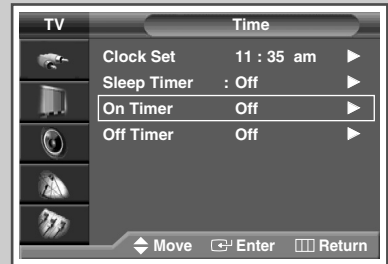 TV Time
Clock Set 11 : 35 am
Sleep Timer : Off
On Timer Off
Off Timer Off
Move Enter Return